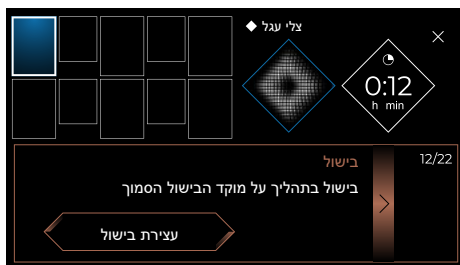 צלי עגל
0:12
h min
12/22
בישול
בישול בתהליך על מוקד הבישול הסמוך
עצירת בישול